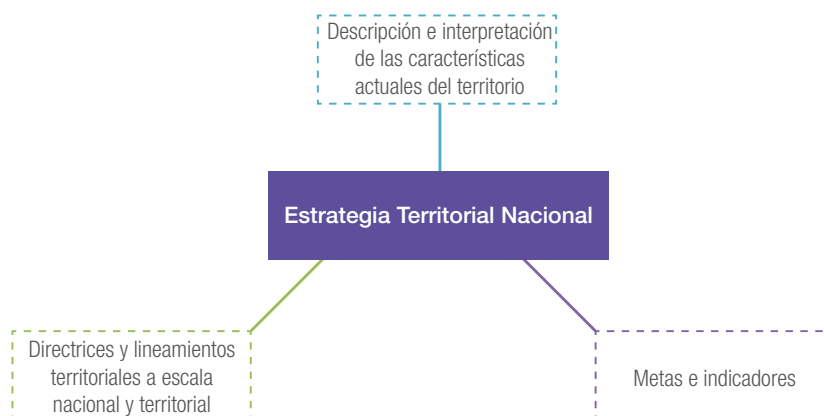 Descripción e interpretación
de las características
actuales del territorio
Estrategia Territorial Nacional
Directrices y lineamientos
territoriales a escala
nacional y territorial
Metas e indicadores